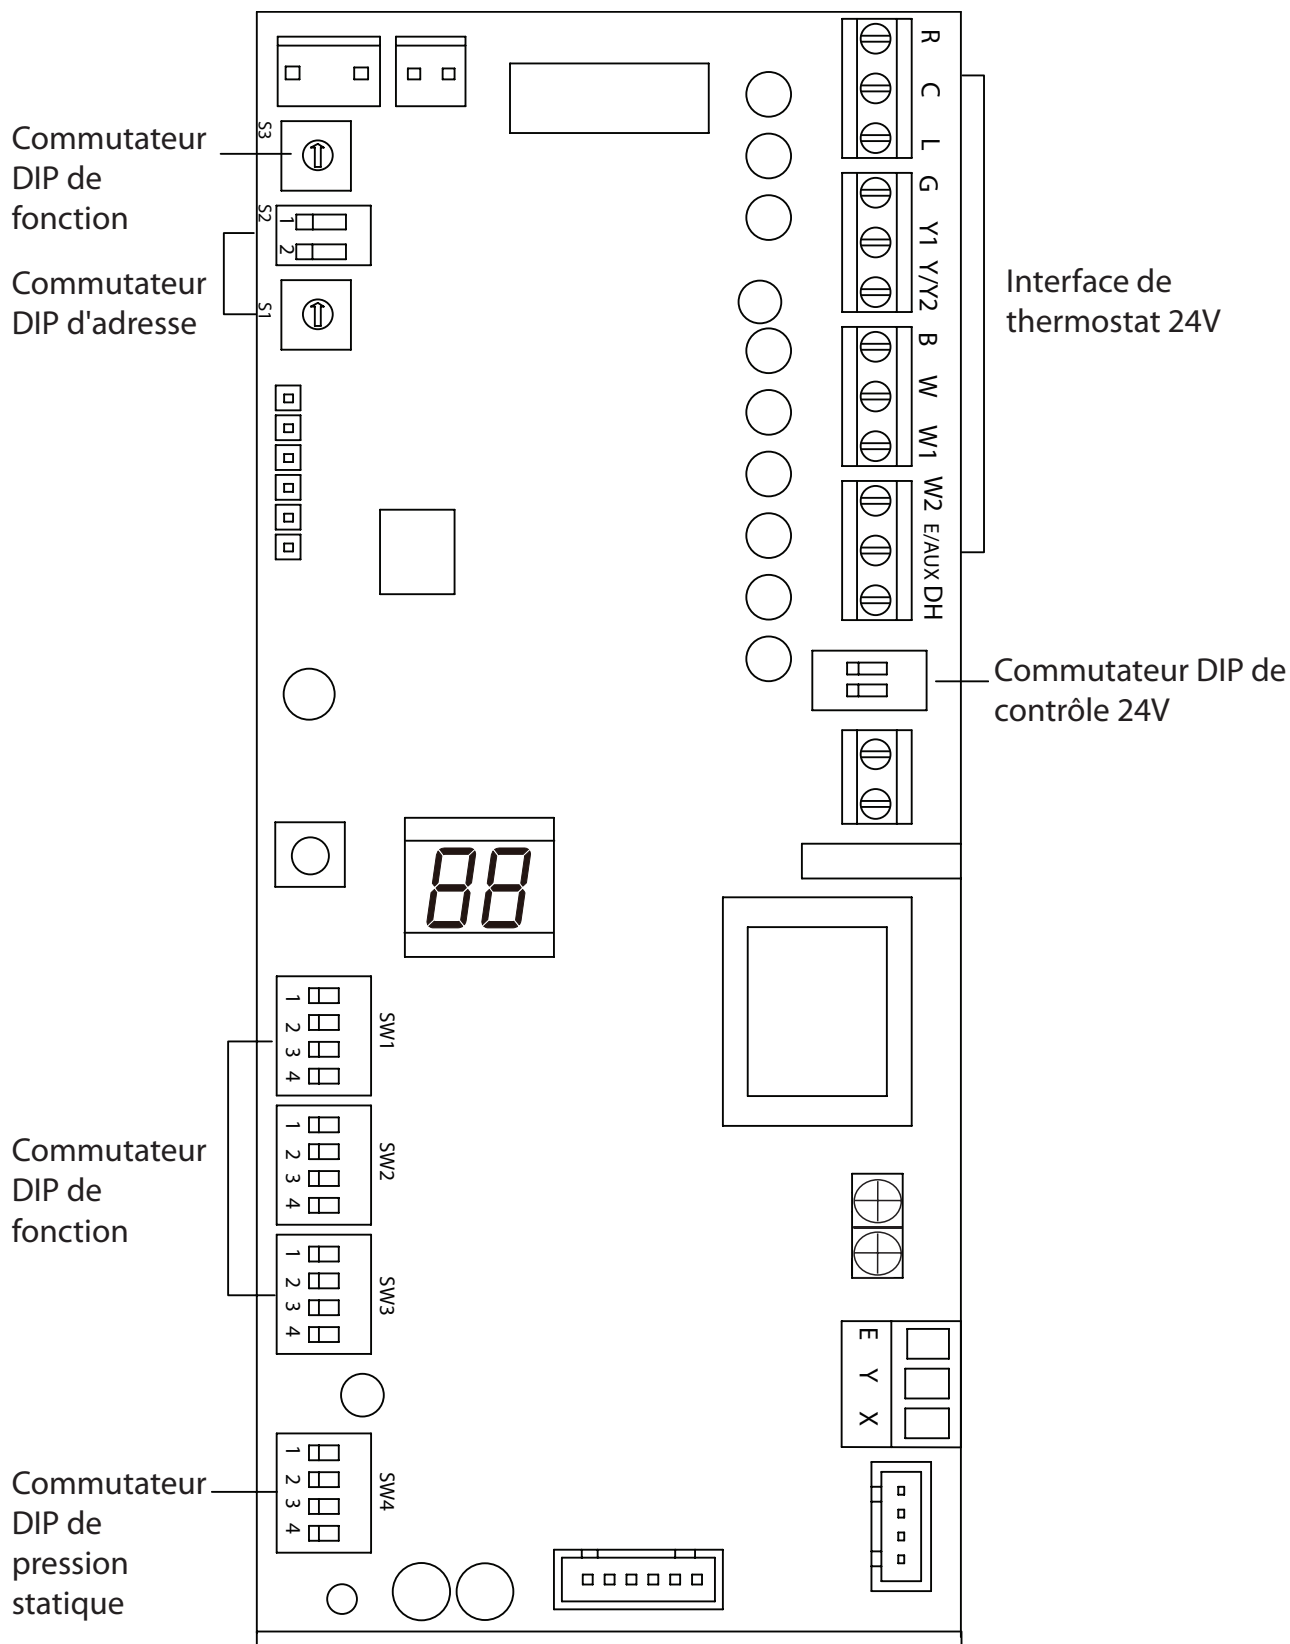 Commutateur
DIP de
fonction
Commutateur
DIP d'adresse
S3
S2
1
2
S1
R
C
L
G
Y1
Y/Y2
B
W
W1
W2
E/AUX
DH
Interface de
thermostat 24V
Commutateur DIP de
contrôle 24V
88
1
2
3
4
SW1
1
2
3
4
SW2
1
2
3
4
SW3
Commutateur
DIP de
fonction
E
Y
X
1
2
3
4
SW4
Commutateur
DIP de
pression
statique